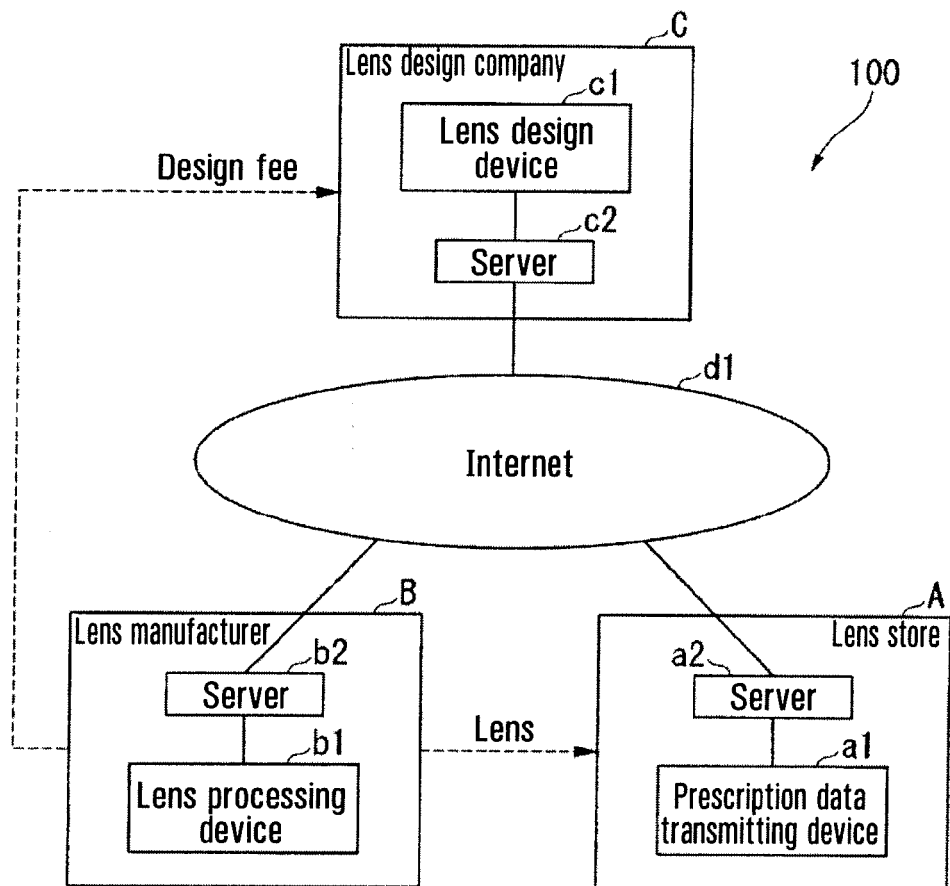 C
Lens design company
100
c1
Lens design
device
Design fee
c2
Server
d1
Internet
B
A
Lens manufacturer
Lens store
b2
a2
Server
Server
b1
Lens
a1
Lens processing
device
Prescription data
transmitting device